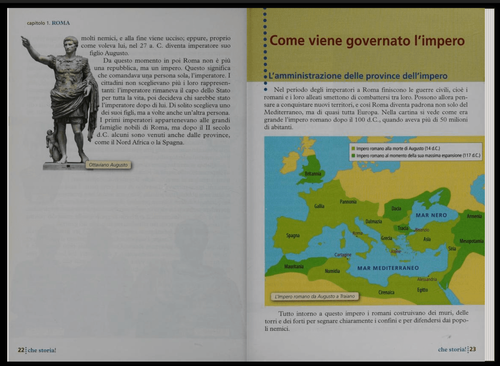 capitolo 1. ROMA
molti nemici, e alla fine viene ucciso; eppure, proprio
come voleva lui, nel 27 a. C. diventa imperatore suo
figlio Augusto.
Da questo momento in poi Roma non è più
una repubblica, ma un impero. Questo significa
che comandava una persona sola, l'imperatore. I
cittadini non sceglievano più i loro rappresen-
tanti: l'imperatore rimaneva il capo dello Stato
per tutta la vita, poi decideva chi sarebbe stato
l'imperatore dopo di lui. Di solito sceglieva uno
dei suoi figli, ma a volte anche un'altra persona.
I primi imperatori appartenevano alle grandi
famiglie nobili di Roma, ma dopo il II secolo
d.C. alcuni sono venuti anche dalle province,
come il Nord Africa o la Spagna.
Ottaviano Augusto
22 | che storia!
Come viene governato l'impero
L'amministrazione delle province dell'impero
Nel periodo degli imperatori a Roma finiscono le guerre civili, cioè i
romani e i loro alleati smettono di combattersi tra loro. Possono allora pen-
sare a conquistare nuovi territori, e così Roma diventa padrona non solo del
Mediterraneo, ma di quasi tutta Europa. Nella cartina si vede come era
grande l'impero romano dopo il 100 d.C., quando aveva più di 50 milioni
di abitanti.
Impero romano alla morte di Augusto (14 d.C.)
Impero romano al momento della sua massima espansione (117 d.C.)
Britannia
Gallia
Pannonia
Dacia
Armenia
Dalmazia
MAR NERO
Spagna
Roma
Tracia
Grecia
Asia
Mesopotamia
Siria
Cartagine
MAR MEDITERRANEO
Mauritania
Numidia
Alessandria
Cirenaica
Egitto
L'Impero romano da Augusto a Traiano
Tutto intorno a questo impero i romani costruivano dei muri, delle
torri e dei forti per segnare chiaramente i confini e per difendersi dai popo-
li nemici.
che storia! | 23